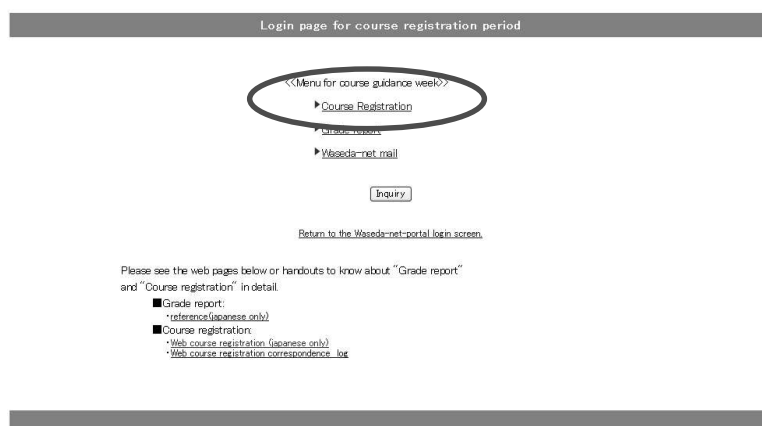 Login page for course registration period
<<Menu for course guidance week>>
▶Course Registration
▶Grade report
▶Waseda-net mail
Inquiry
Return to the Waseda-net-portal login screen.
Please see the web pages below or handouts to know about "Grade report"
and "Course registration" in detail.
■Grade report:
・reference(japanese only)
■Course registration:
・Web course registration (japanese only)
・Web course registration correspondence log